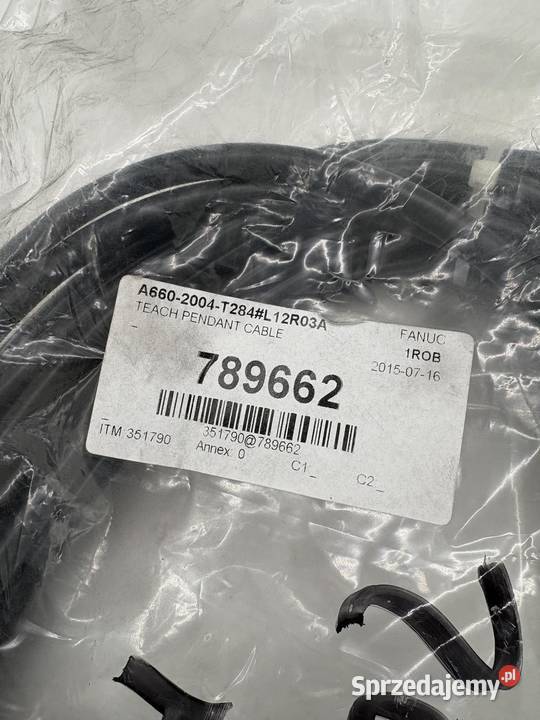 A660-2004-T284#L12R03A
TEACH PENDANT CABLE
FANUC
1ROB
2015-07-16
789662
351790@789662
ITM 351790
Annex: 0
C1_
C2_
Sprzedajemy.pl